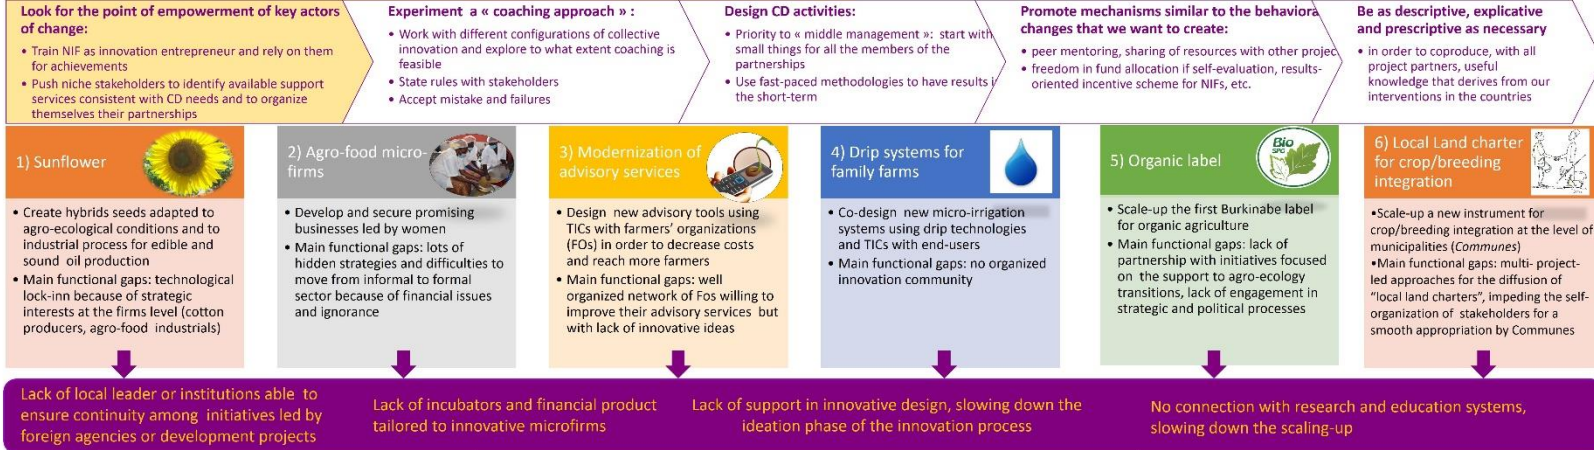 Look for the point of empowerment of key actors
of change:
• Train NIF as innovation entrepreneur and rely on them
for achievements
• Push niche stakeholders to identify available support
services consistent with CD needs and to organize
themselves their partnerships
Experiment a « coaching approach » :
• Work with different configurations of collective
innovation and explore to what extent coaching is
feasible
• State rules with stakeholders
• Accept mistake and failures
Design CD activities:
• Priority to « middle management »: start with
small things for all the members of the
partnerships
• Use fast-paced methodologies to have results i
the short-term
Promote mechanisms similar to the behaviora
changes that we want to create:
• peer mentoring, sharing of resources with other projec
• freedom in fund allocation if self-evaluation, results-
oriented incentive scheme for NIFs, etc.
Be as descriptive, explicative
and prescriptive as necessary
• in order to coproduce, with all
project partners, useful
knowledge that derives from our
interventions in the countries
1) Sunflower
• Create hybrids seeds adapted to
agro-ecological conditions and to
industrial process for edible and
sound oil production
• Main functional gaps: technological
lock-inn because of strategic
interests at the firms level (cotton
producers, agro-food industrials)
2) Agro-food micro-
firms
• Develop and secure promising
businesses led by women
• Main functional gaps: lots of
hidden strategies and difficulties to
move from informal to formal
sector because of financial issues
and ignorance
3) Modernization of
advisory services
• Design new advisory tools using
TICs with farmers' organizations
(FOs) in order to decrease costs
and reach more farmers
• Main functional gaps: well
organized network of Fos willing to
improve their advisory services but
with lack of innovative ideas
4) Drip systems for
family farms
• Co-design new micro-irrigation
systems using drip technologies
and TICs with end-users
• Main functional gaps: no organized
innovation community
5) Organic label
Bio
SPG
• Scale-up the first Burkinabe label
for organic agriculture
• Main functional gaps: lack of
partnership with initiatives focused
on the support to agro-ecology
transitions, lack of engagement in
strategic and political processes
6) Local Land charter
for crop/breeding
integration
•Scale-up a new instrument for
crop/breeding integration at the level of
municipalities (Communes)
•Main functional gaps: multi- project-
led approaches for the diffusion of
"local land charters", impeding the self-
organization of stakeholders for a
smooth appropriation by Communes
Lack of local leader or institutions able to
ensure continuity among initiatives led by
foreign agencies or development projects
Lack of incubators and financial product
tailored to innovative microfirms
Lack of support in innovative design, slowing down the
ideation phase of the innovation process
No connection with research and education systems,
slowing down the scaling-up